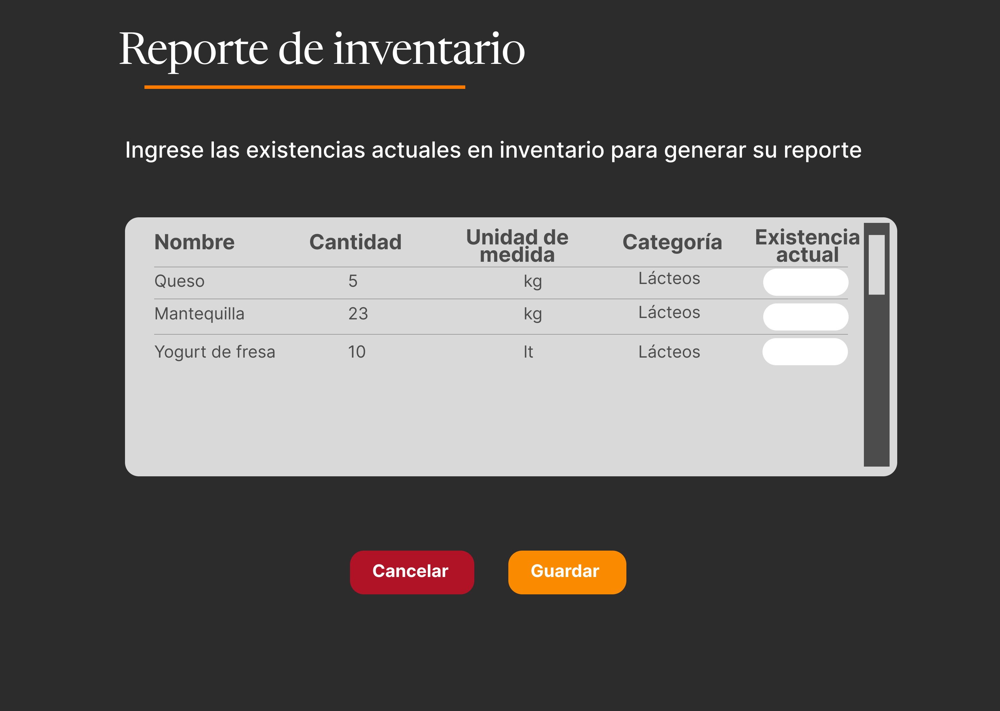 Reporte de inventario
Ingrese las existencias actuales en inventario para generar su reporte
Nombre Cantidad Unidad de medida Categoría Existencia actual
Queso 5 kg Lácteos
Mantequilla 23 kg Lácteos
Yogurt de fresa 10 lt Lácteos
Cancelar Guardar